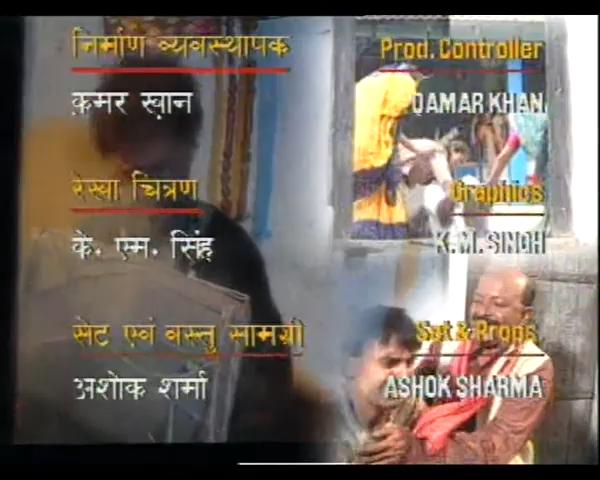 निर्माण व्यवस्थापक Prod. Controller
क़मर ख़ान QAMAR KHAN
रेखा चित्रण Graphics
के. एम. सिंह K.M. SINGH
सेट एवं वस्तु सामग्री Set & Props
अशोक शर्मा ASHOK SHARMA